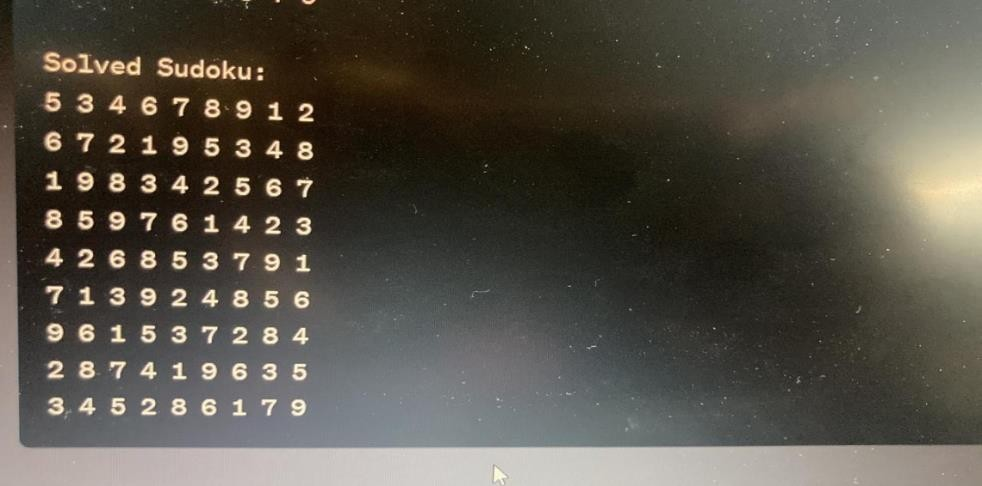 Solved Sudoku:
5 3 4 6 7 8 9 1 2
6 7 2 1 9 5 3 4 8
1 9 8 3 4 2 5 6 7
8 5 9 7 6 1 4 2 3
4 2 6 8 5 3 7 9 1
7 1 3 9 2 4 8 5 6
9 6 1 5 3 7 2 8 4
2 8 7 4 1 9 6 3 5
3 4 5 2 8 6 1 7 9